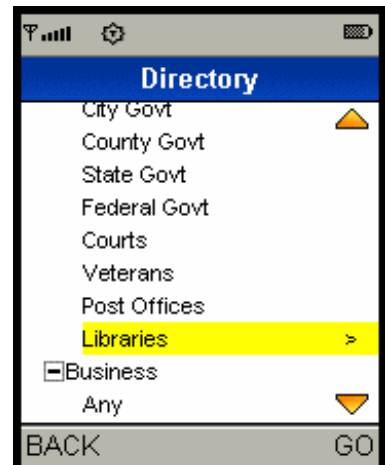 Directory
City Govt
County Govt
State Govt
Federal Govt
Courts
Veterans
Post Offices
Libraries >
Business
Any
BACK GO